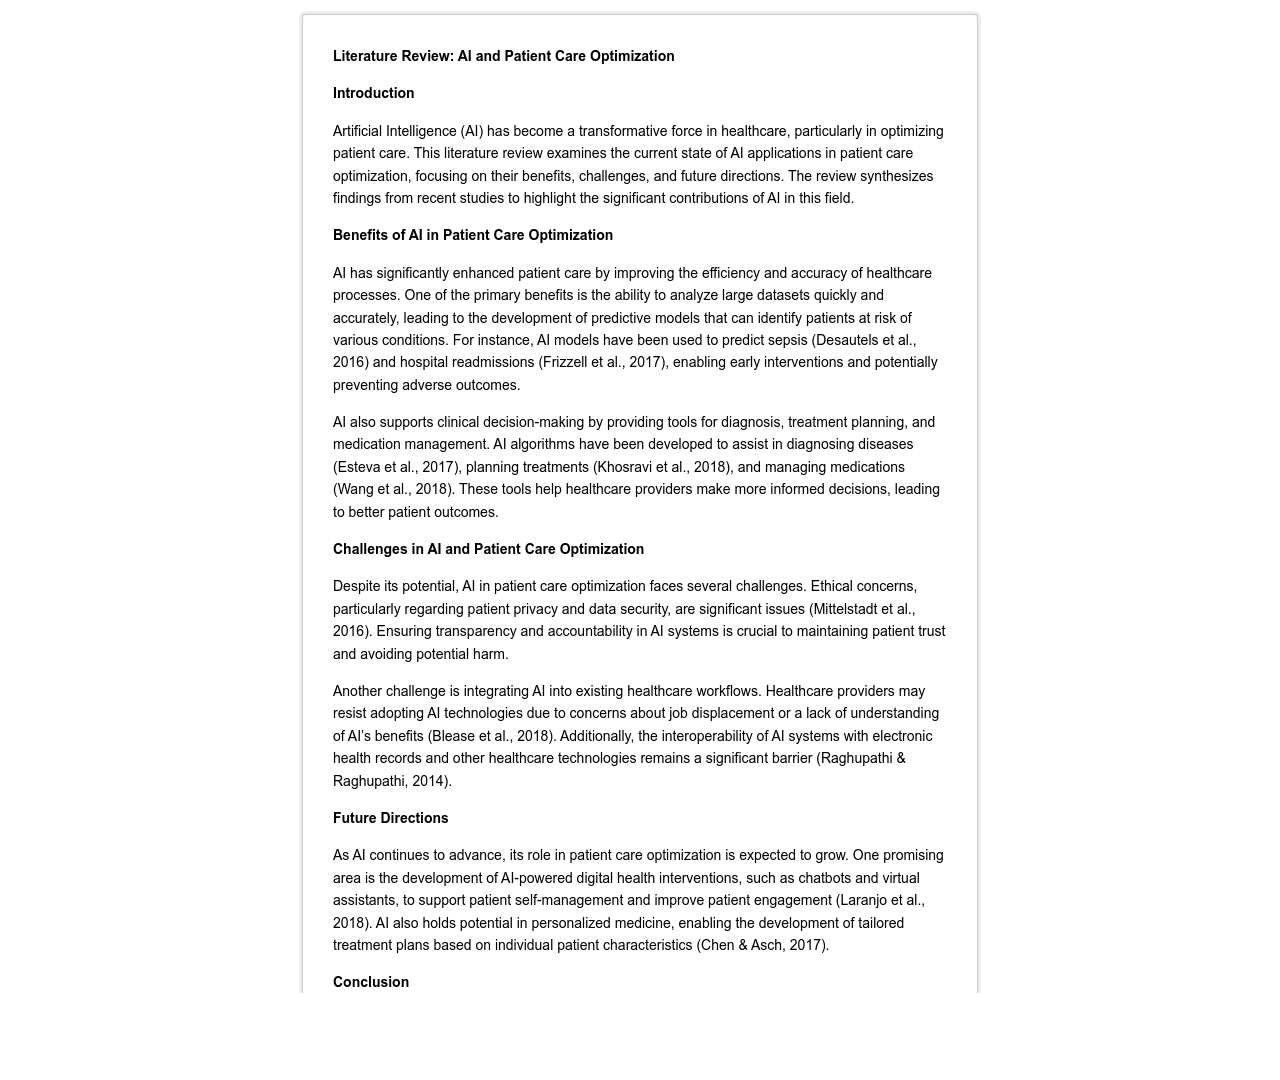 Literature Review: AI and Patient Care Optimization
Introduction
Artificial Intelligence (AI) has become a transformative force in healthcare, particularly in optimizing
patient care. This literature review examines the current state of AI applications in patient care
optimization, focusing on their benefits, challenges, and future directions. The review synthesizes
findings from recent studies to highlight the significant contributions of AI in this field.
Benefits of AI in Patient Care Optimization
AI has significantly enhanced patient care by improving the efficiency and accuracy of healthcare
processes. One of the primary benefits is the ability to analyze large datasets quickly and
accurately, leading to the development of predictive models that can identify patients at risk of
various conditions. For instance, AI models have been used to predict sepsis (Desautels et al.,
2016) and hospital readmissions (Frizzell et al., 2017), enabling early interventions and potentially
preventing adverse outcomes.
AI also supports clinical decision-making by providing tools for diagnosis, treatment planning, and
medication management. AI algorithms have been developed to assist in diagnosing diseases
(Esteva et al., 2017), planning treatments (Khosravi et al., 2018), and managing medications
(Wang et al., 2018). These tools help healthcare providers make more informed decisions, leading
to better patient outcomes.
Challenges in AI and Patient Care Optimization
Despite its potential, AI in patient care optimization faces several challenges. Ethical concerns,
particularly regarding patient privacy and data security, are significant issues (Mittelstadt et al.,
2016). Ensuring transparency and accountability in AI systems is crucial to maintaining patient trust
and avoiding potential harm.
Another challenge is integrating AI into existing healthcare workflows. Healthcare providers may
resist adopting AI technologies due to concerns about job displacement or a lack of understanding
of AI's benefits (Blease et al., 2018). Additionally, the interoperability of AI systems with electronic
health records and other healthcare technologies remains a significant barrier (Raghupathi &
Raghupathi, 2014).
Future Directions
As AI continues to advance, its role in patient care optimization is expected to grow. One promising
area is the development of AI-powered digital health interventions, such as chatbots and virtual
assistants, to support patient self-management and improve patient engagement (Laranjo et al.,
2018). AI also holds potential in personalized medicine, enabling the development of tailored
treatment plans based on individual patient characteristics (Chen & Asch, 2017).
Conclusion